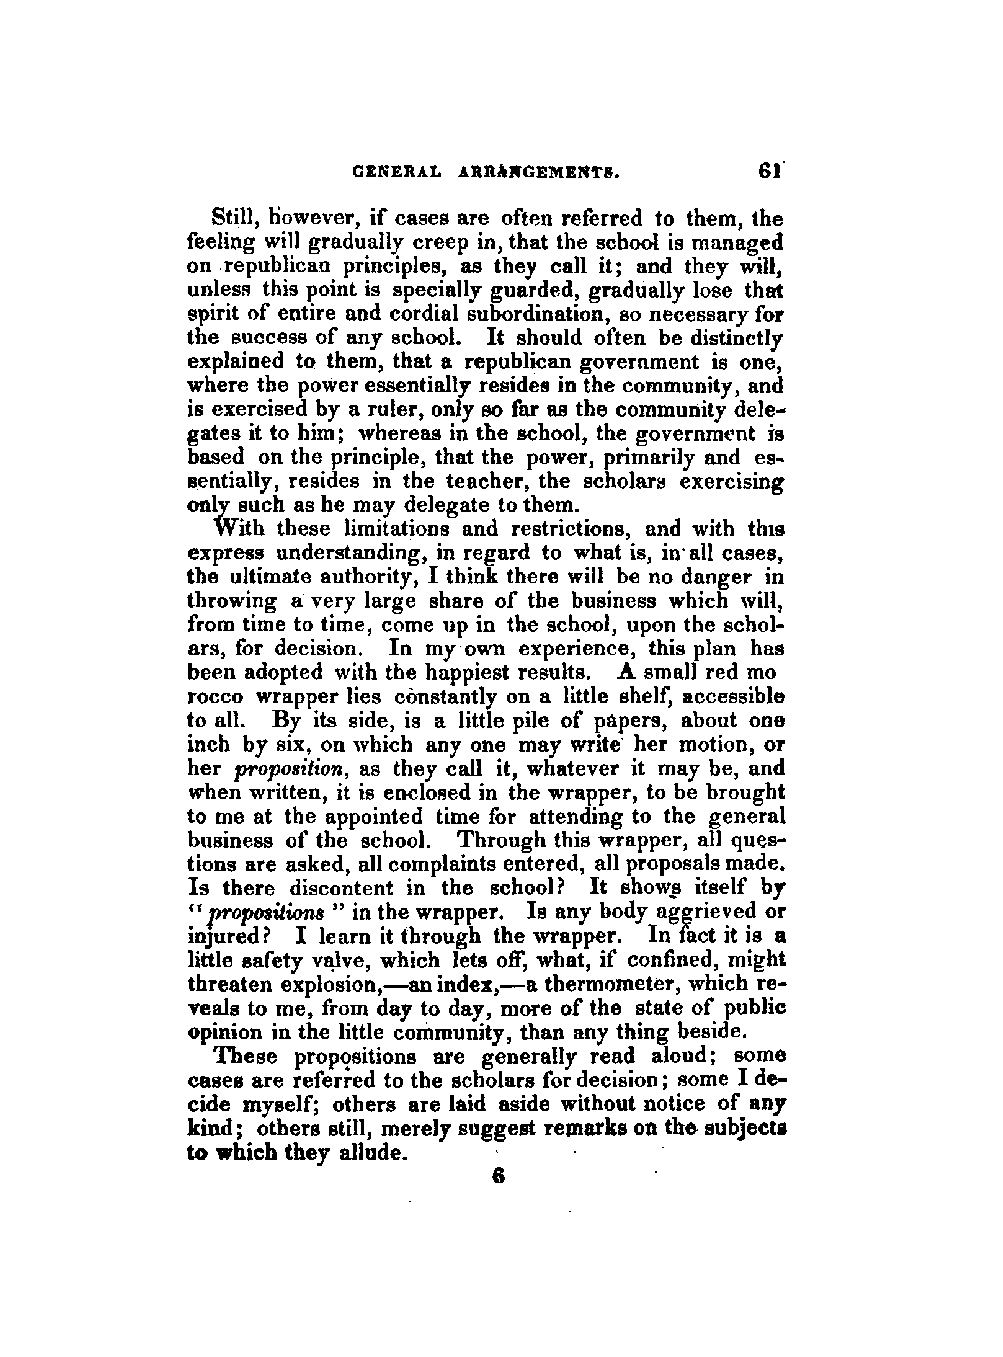 GENERAL ARRANGEMENTS. 61
Still, however, if cases are often referred to them, the
feeling will gradually creep in, that the school is managed
on republican principles, as they call it; and they will,
unless this point is specially guarded, gradually lose that
spirit of entire and cordial subordination, so necessary for
the success of any school. It should often be distinctly
explained to them, that a republican government is one,
where the power essentially resides in the community, and
is exercised by a ruler, only so far as the community dele-
gates it to him; whereas in the school, the government is
based on the principle, that the power, primarily and es-
sentially, resides in the teacher, the scholars exercising
only such as he may delegate to them.
With these limitations and restrictions, and with this
express understanding, in regard to what is, in all cases,
the ultimate authority, I think there will be no danger in
throwing a very large share of the business which will,
from time to time, come up in the school, upon the schol-
ars, for decision. In my own experience, this plan has
been adopted with the happiest results. A small red mo
rocco wrapper lies constantly on a little shelf, accessible
to all. By its side, is a little pile of papers, about one
inch by six, on which any one may write her motion, or
her proposition, as they call it, whatever it may be, and
when written, it is enclosed in the wrapper, to be brought
to me at the appointed time for attending to the general
business of the school. Through this wrapper, all ques-
tions are asked, all complaints entered, all proposals made.
Is there discontent in the school? It shows itself by
"propositions" in the wrapper. Is any body aggrieved or
injured? I learn it through the wrapper. In fact it is a
little safety valve, which lets off, what, if confined, might
threaten explosion,—an index,—a thermometer, which re-
veals to me, from day to day, more of the state of public
opinion in the little community, than any thing beside.
These propositions are generally read aloud; some
cases are referred to the scholars for decision; some I de-
cide myself; others are laid aside without notice of any
kind; others still, merely suggest remarks on the subjects
to which they allude.
6